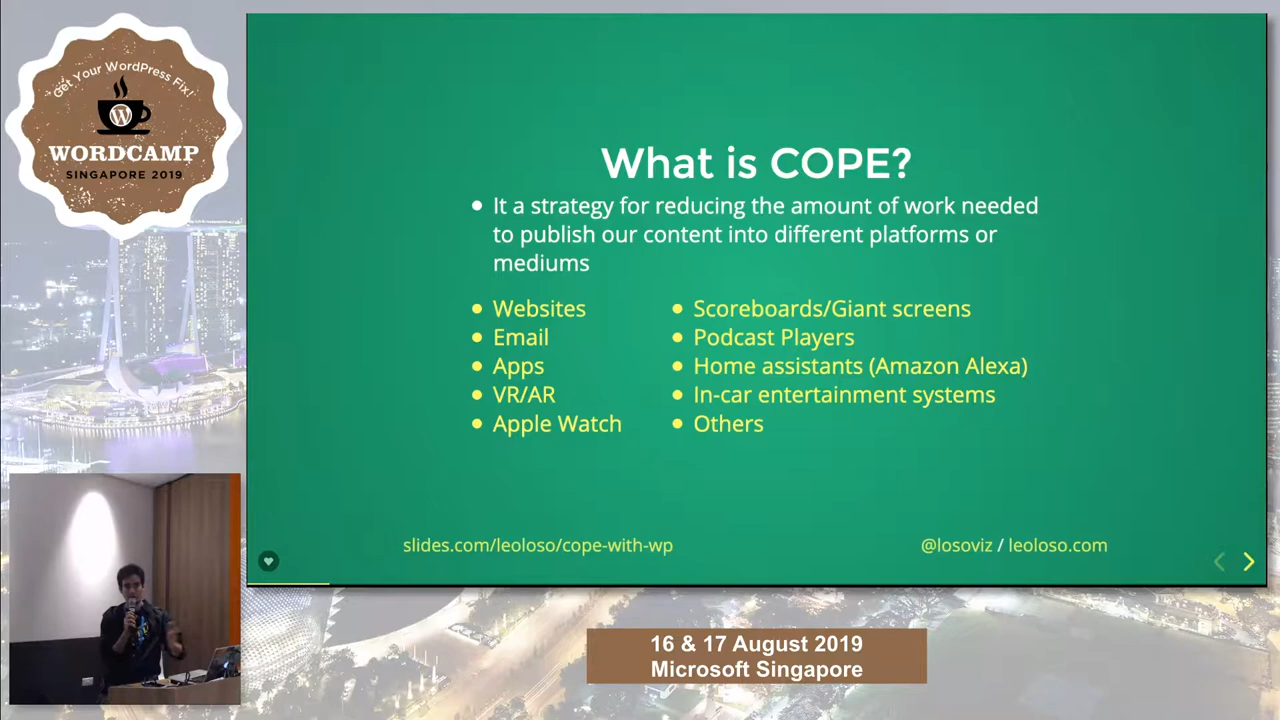 Get Your WordPress Fix!
WORDCAMP
SINGAPORE 2019
What is COPE?
It a strategy for reducing the amount of work needed
to publish our content into different platforms or
mediums
Websites
Email
Apps
VR/AR
Apple Watch
Scoreboards/Giant screens
Podcast Players
Home assistants (Amazon Alexa)
In-car entertainment systems
Others
slides.com/leoloso/cope-with-wp
@losoviz / leoloso.com
16 & 17 August 2019
Microsoft Singapore